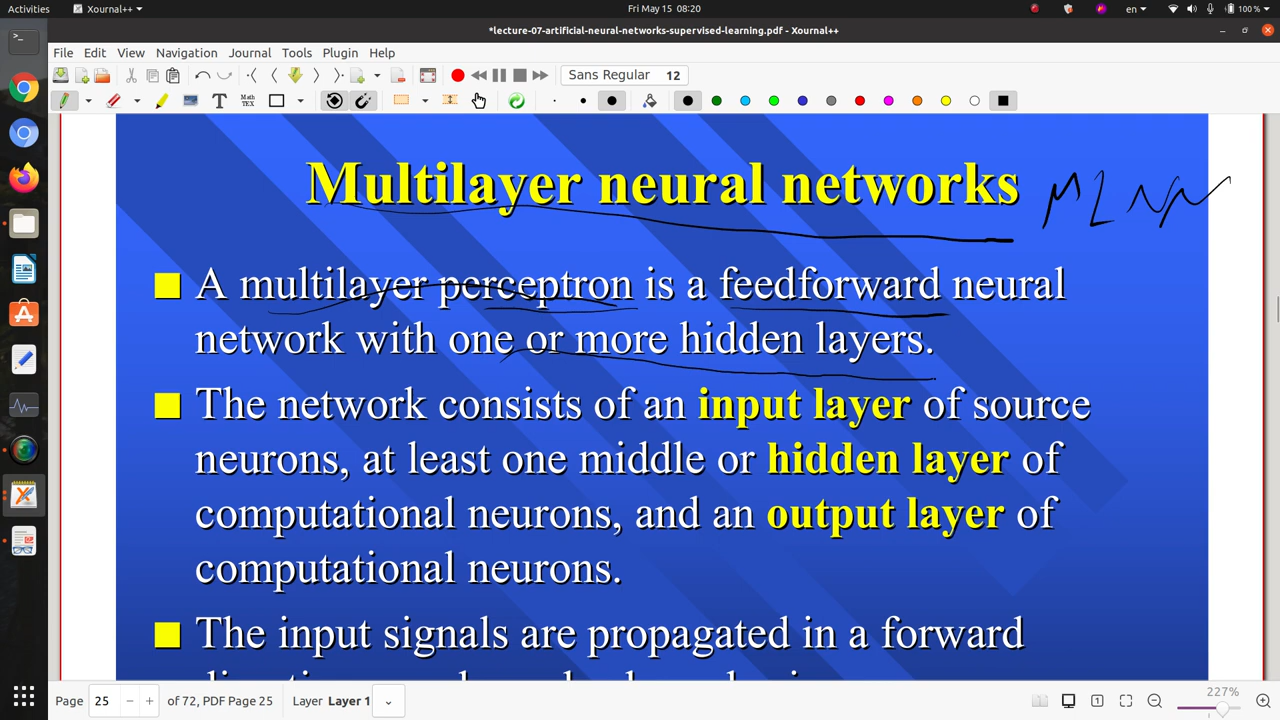 Activities
Xournal++
Fri May 15 08:20
en
100 %
*lecture-07-artificial-neural-networks-supervised-learning.pdf - Xournal++
File Edit View Navigation Journal Tools Plugin Help
Sans Regular 12
Multilayer neural networks
MLNN
A multilayer perceptron is a feedforward neural
network with one or more hidden layers.
The network consists of an input layer of source
neurons, at least one middle or hidden layer of
computational neurons, and an output layer of
computational neurons.
The input signals are propagated in a forward
Page 25 of 72, PDF Page 25 Layer Layer 1
227%